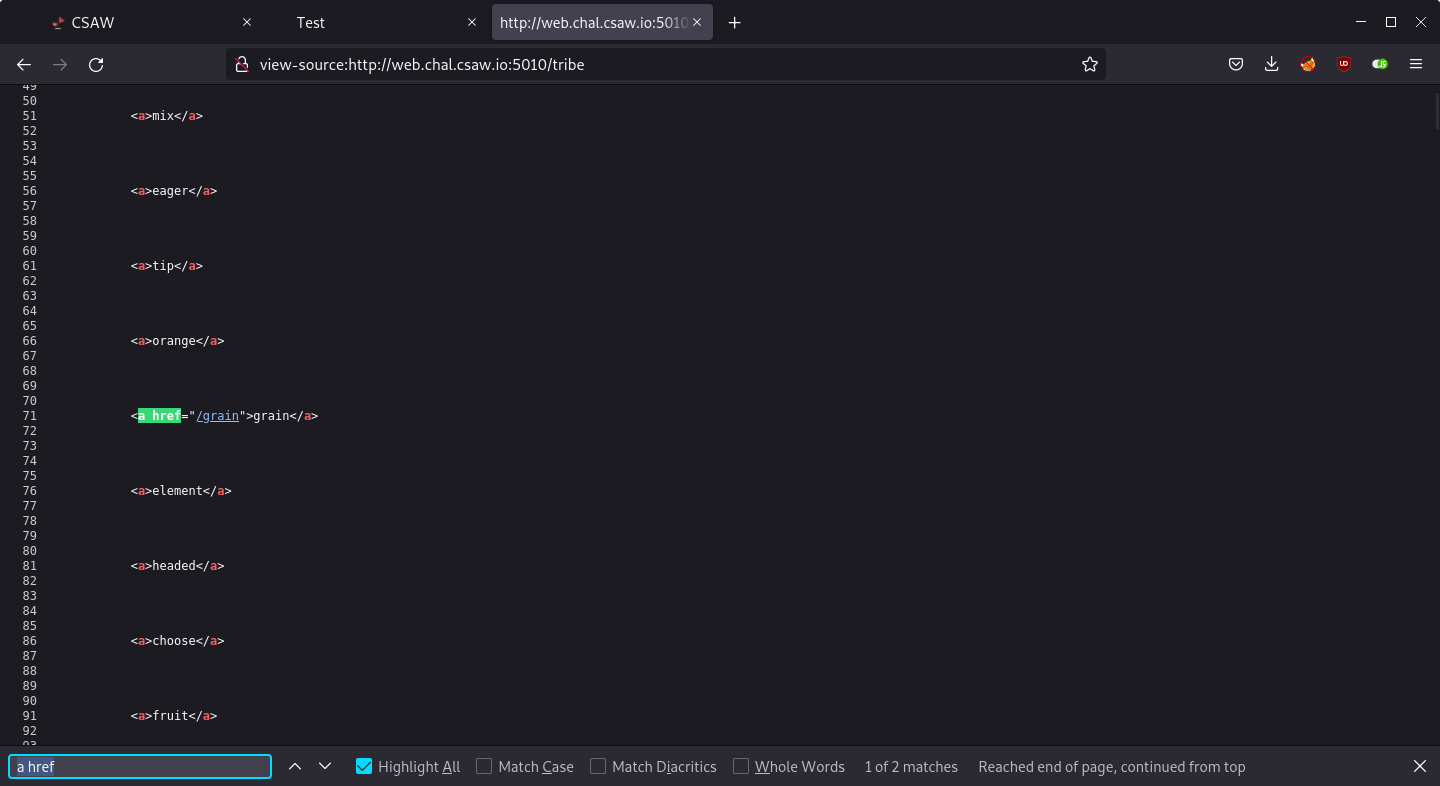 CSAW
Test
http://web.chal.csaw.io:5010
view-source:http://web.chal.csaw.io:5010/tribe
49
50
51 <a>mix</a>
52
53
54
55
56 <a>eager</a>
57
58
59
60
61 <a>tip</a>
62
63
64
65
66 <a>orange</a>
67
68
69
70
71 <a href="/grain">grain</a>
72
73
74
75
76 <a>element</a>
77
78
79
80
81 <a>headed</a>
82
83
84
85
86 <a>choose</a>
87
88
89
90
91 <a>fruit</a>
92
93
a href Highlight All Match Case Match Diacritics Whole Words 1 of 2 matches Reached end of page, continued from top